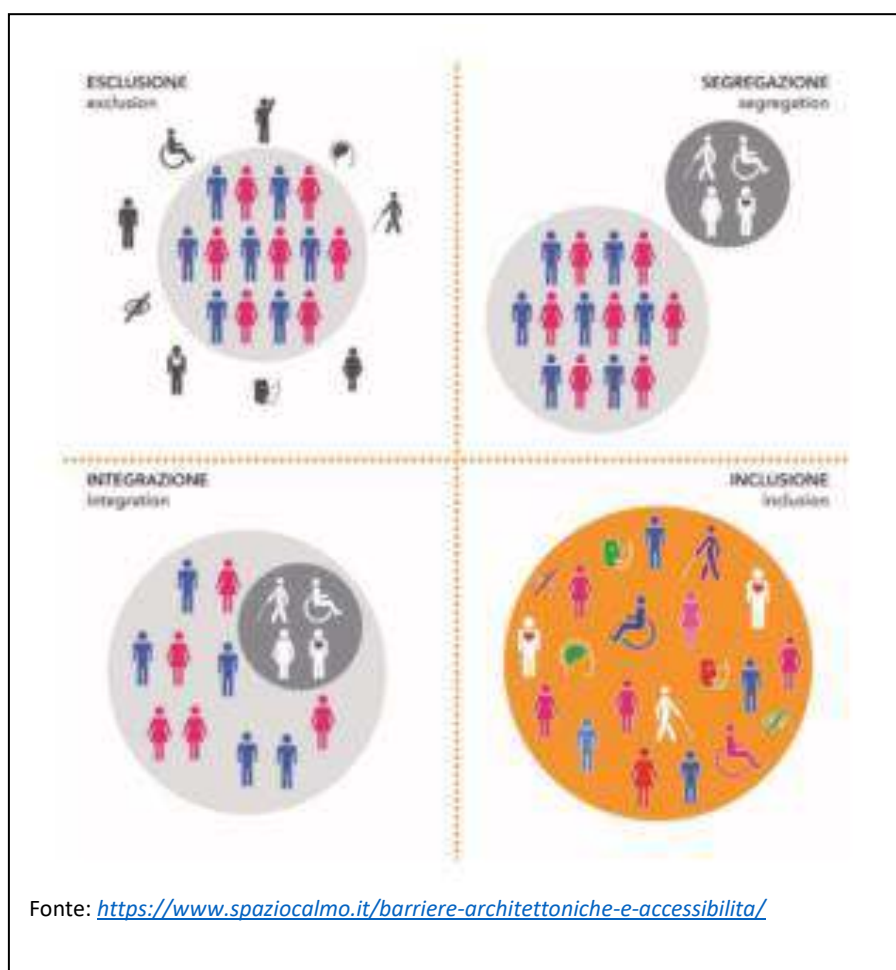 ESCLUSIONE
exclusion
SEGREGAZIONE
segregation
INTEGRAZIONE
integration
INCLUSIONE
inclusion
Fonte: https://www.spaziocalmo.it/barriere-architettoniche-e-accessibilita/